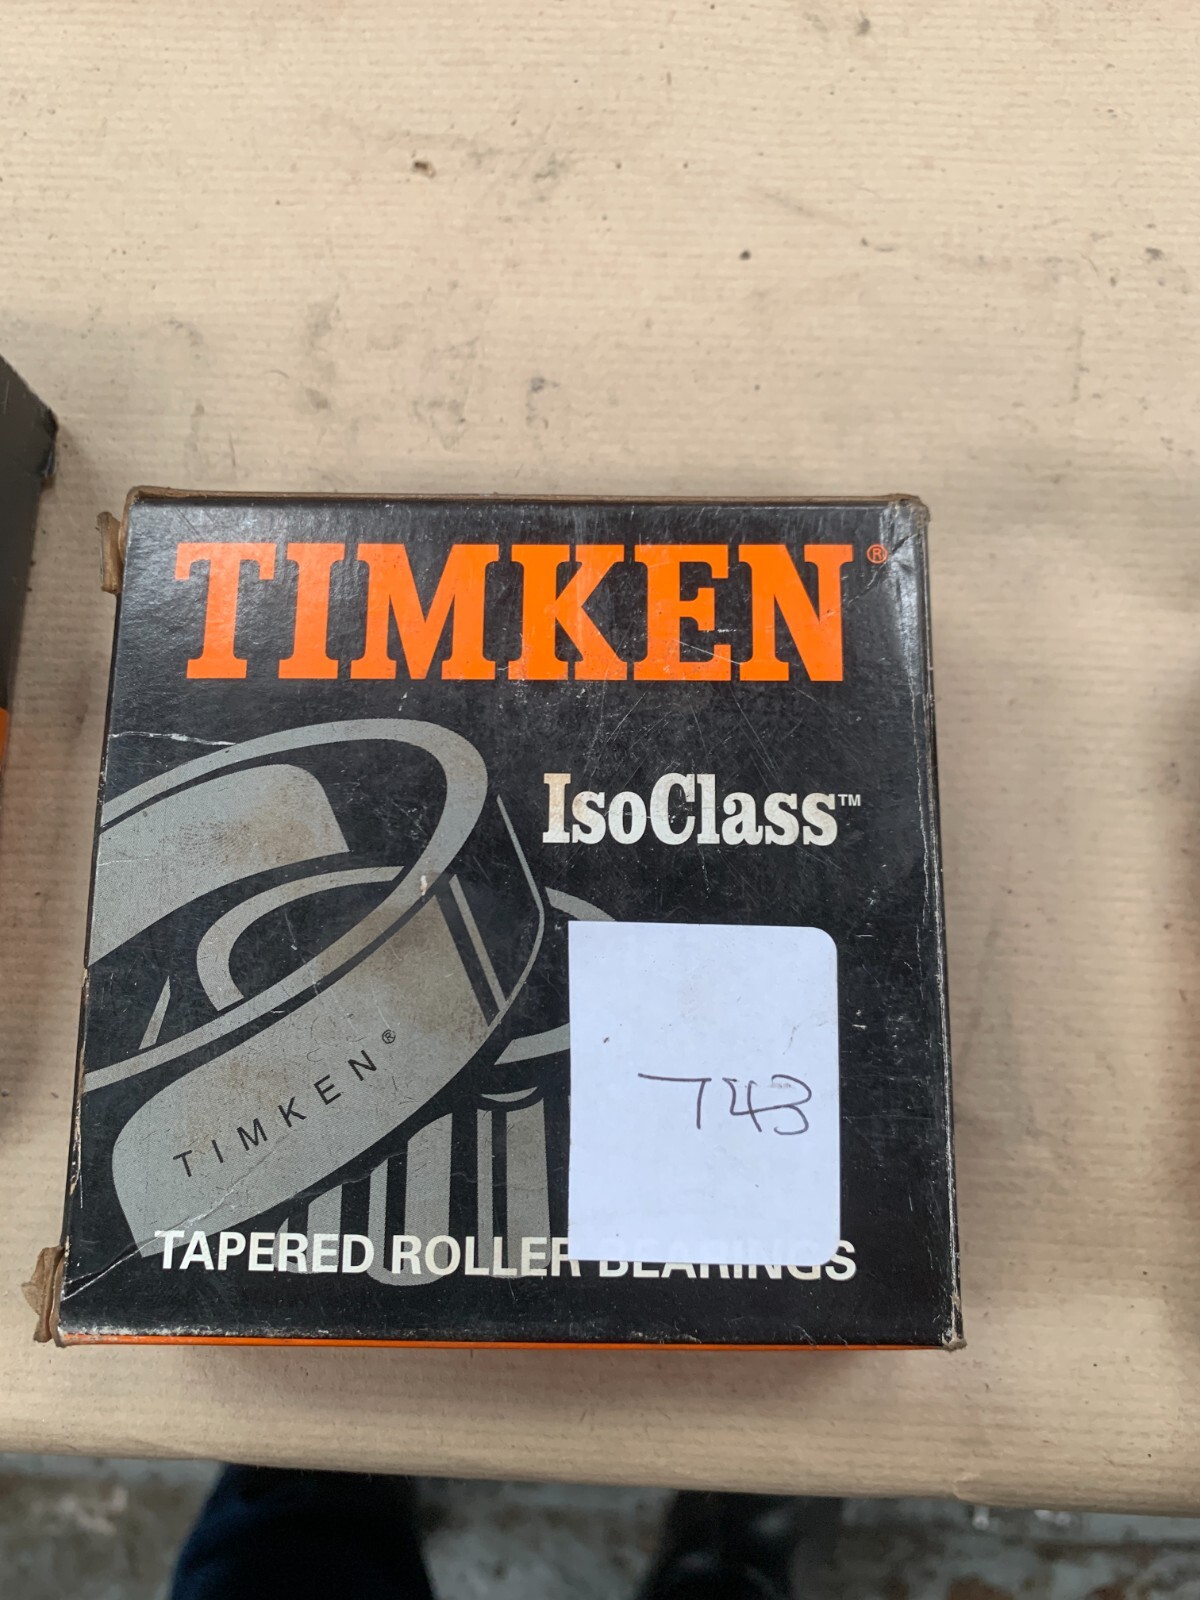 TIMKEN®
IsoClass™
TIMKEN®
743
TAPERED ROLLER BEARINGS